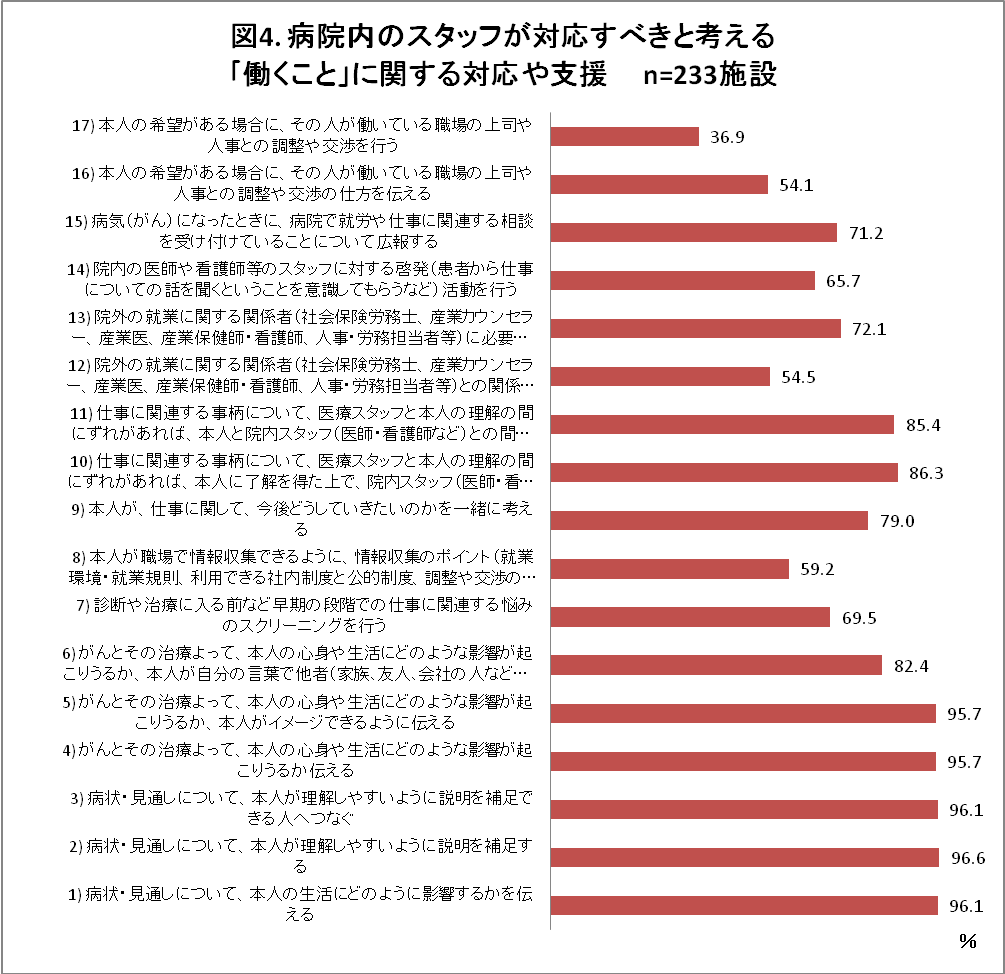 図4. 病院内のスタッフが対応すべきと考える
「働くこと」に関する対応や支援　n=233施設
17) 本人の希望がある場合に、その人が働いている職場の上司や
人事との調整や交渉を行う
36.9
16) 本人の希望がある場合に、その人が働いている職場の上司や
人事との調整や交渉の仕方を伝える
54.1
15) 病気（がん）になったときに、病院で就労や仕事に関連する相談
を受け付けていることについて広報する
71.2
14) 院内の医師や看護師等のスタッフに対する啓発（患者から仕事
についての話を聞くということを意識してもらうなど）活動を行う
65.7
13) 院外の就業に関する関係者（社会保険労務士、産業カウンセラ
ー、産業医、産業保健師・看護師、人事・労務担当者等）に必要…
72.1
12) 院外の就業に関する関係者（社会保険労務士、産業カウンセラ
ー、産業医、産業保健師・看護師、人事・労務担当者等）との関係…
54.5
11) 仕事に関連する事柄について、医療スタッフと本人の理解の間
にずれがあれば、本人と院内スタッフ（医師・看護師など）との間…
85.4
10) 仕事に関連する事柄について、医療スタッフと本人の理解の間
にずれがあれば、本人に了解を得た上で、院内スタッフ（医師・看…
86.3
9) 本人が、仕事に関して、今後どうしていきたいのかを一緒に考え
る
79.0
8) 本人が職場で情報収集できるように、情報収集のポイント（就業
環境・就業規則、利用できる社内制度と公的制度、調整や交渉の…
59.2
7) 診断や治療に入る前など早期の段階での仕事に関連する悩み
のスクリーニングを行う
69.5
6) がんとその治療よって、本人の心身や生活にどのような影響が起
こりうるか、本人が自分の言葉で他者（家族、友人、会社の人など…
82.4
5) がんとその治療よって、本人の心身や生活にどのような影響が起
こりうるか、本人がイメージできるように伝える
95.7
4) がんとその治療よって、本人の心身や生活にどのような影響が起
こりうるか伝える
95.7
3) 病状・見通しについて、本人が理解しやすいように説明を補足で
きる人へつなぐ
96.1
2) 病状・見通しについて、本人が理解しやすいように説明を補足す
る
96.6
1) 病状・見通しについて、本人の生活にどのように影響するかを伝
える
96.1
%